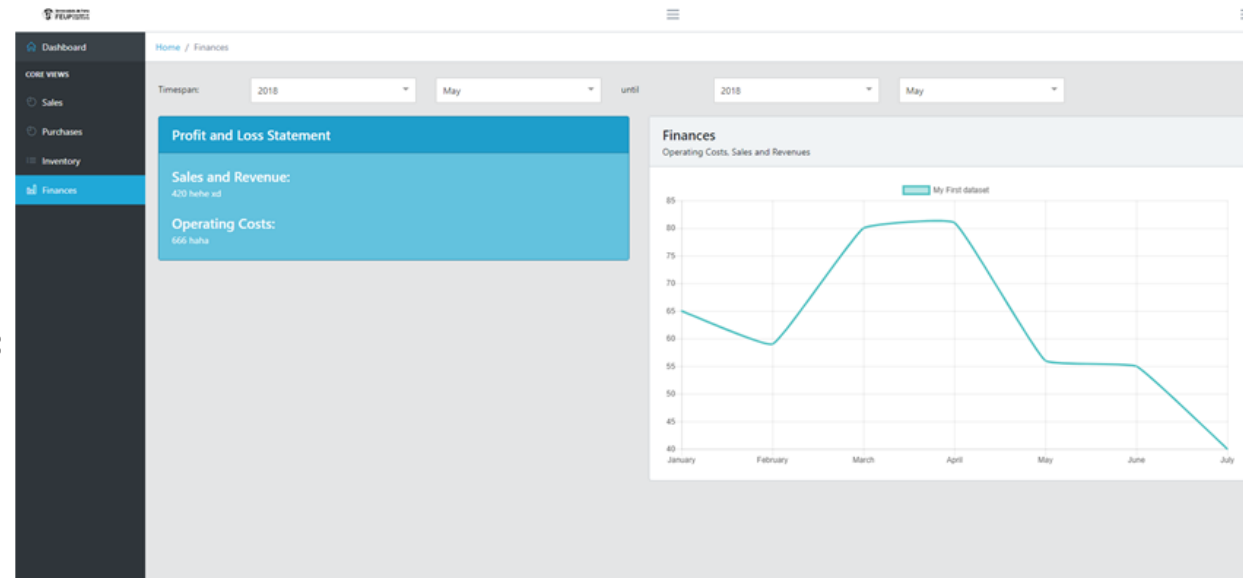 FEUP
Dashboard
Home / Finances
CORE VIEWS
Sales
Purchases
Inventory
Finances
Timespan:
2018
May
until
2018
May
Profit and Loss Statement
Sales and Revenue:
420 hehe xd
Operating Costs:
666 haha
Finances
Operating Costs, Sales and Revenues
My First dataset
85
80
75
70
65
60
55
50
45
40
January
February
March
April
May
June
July